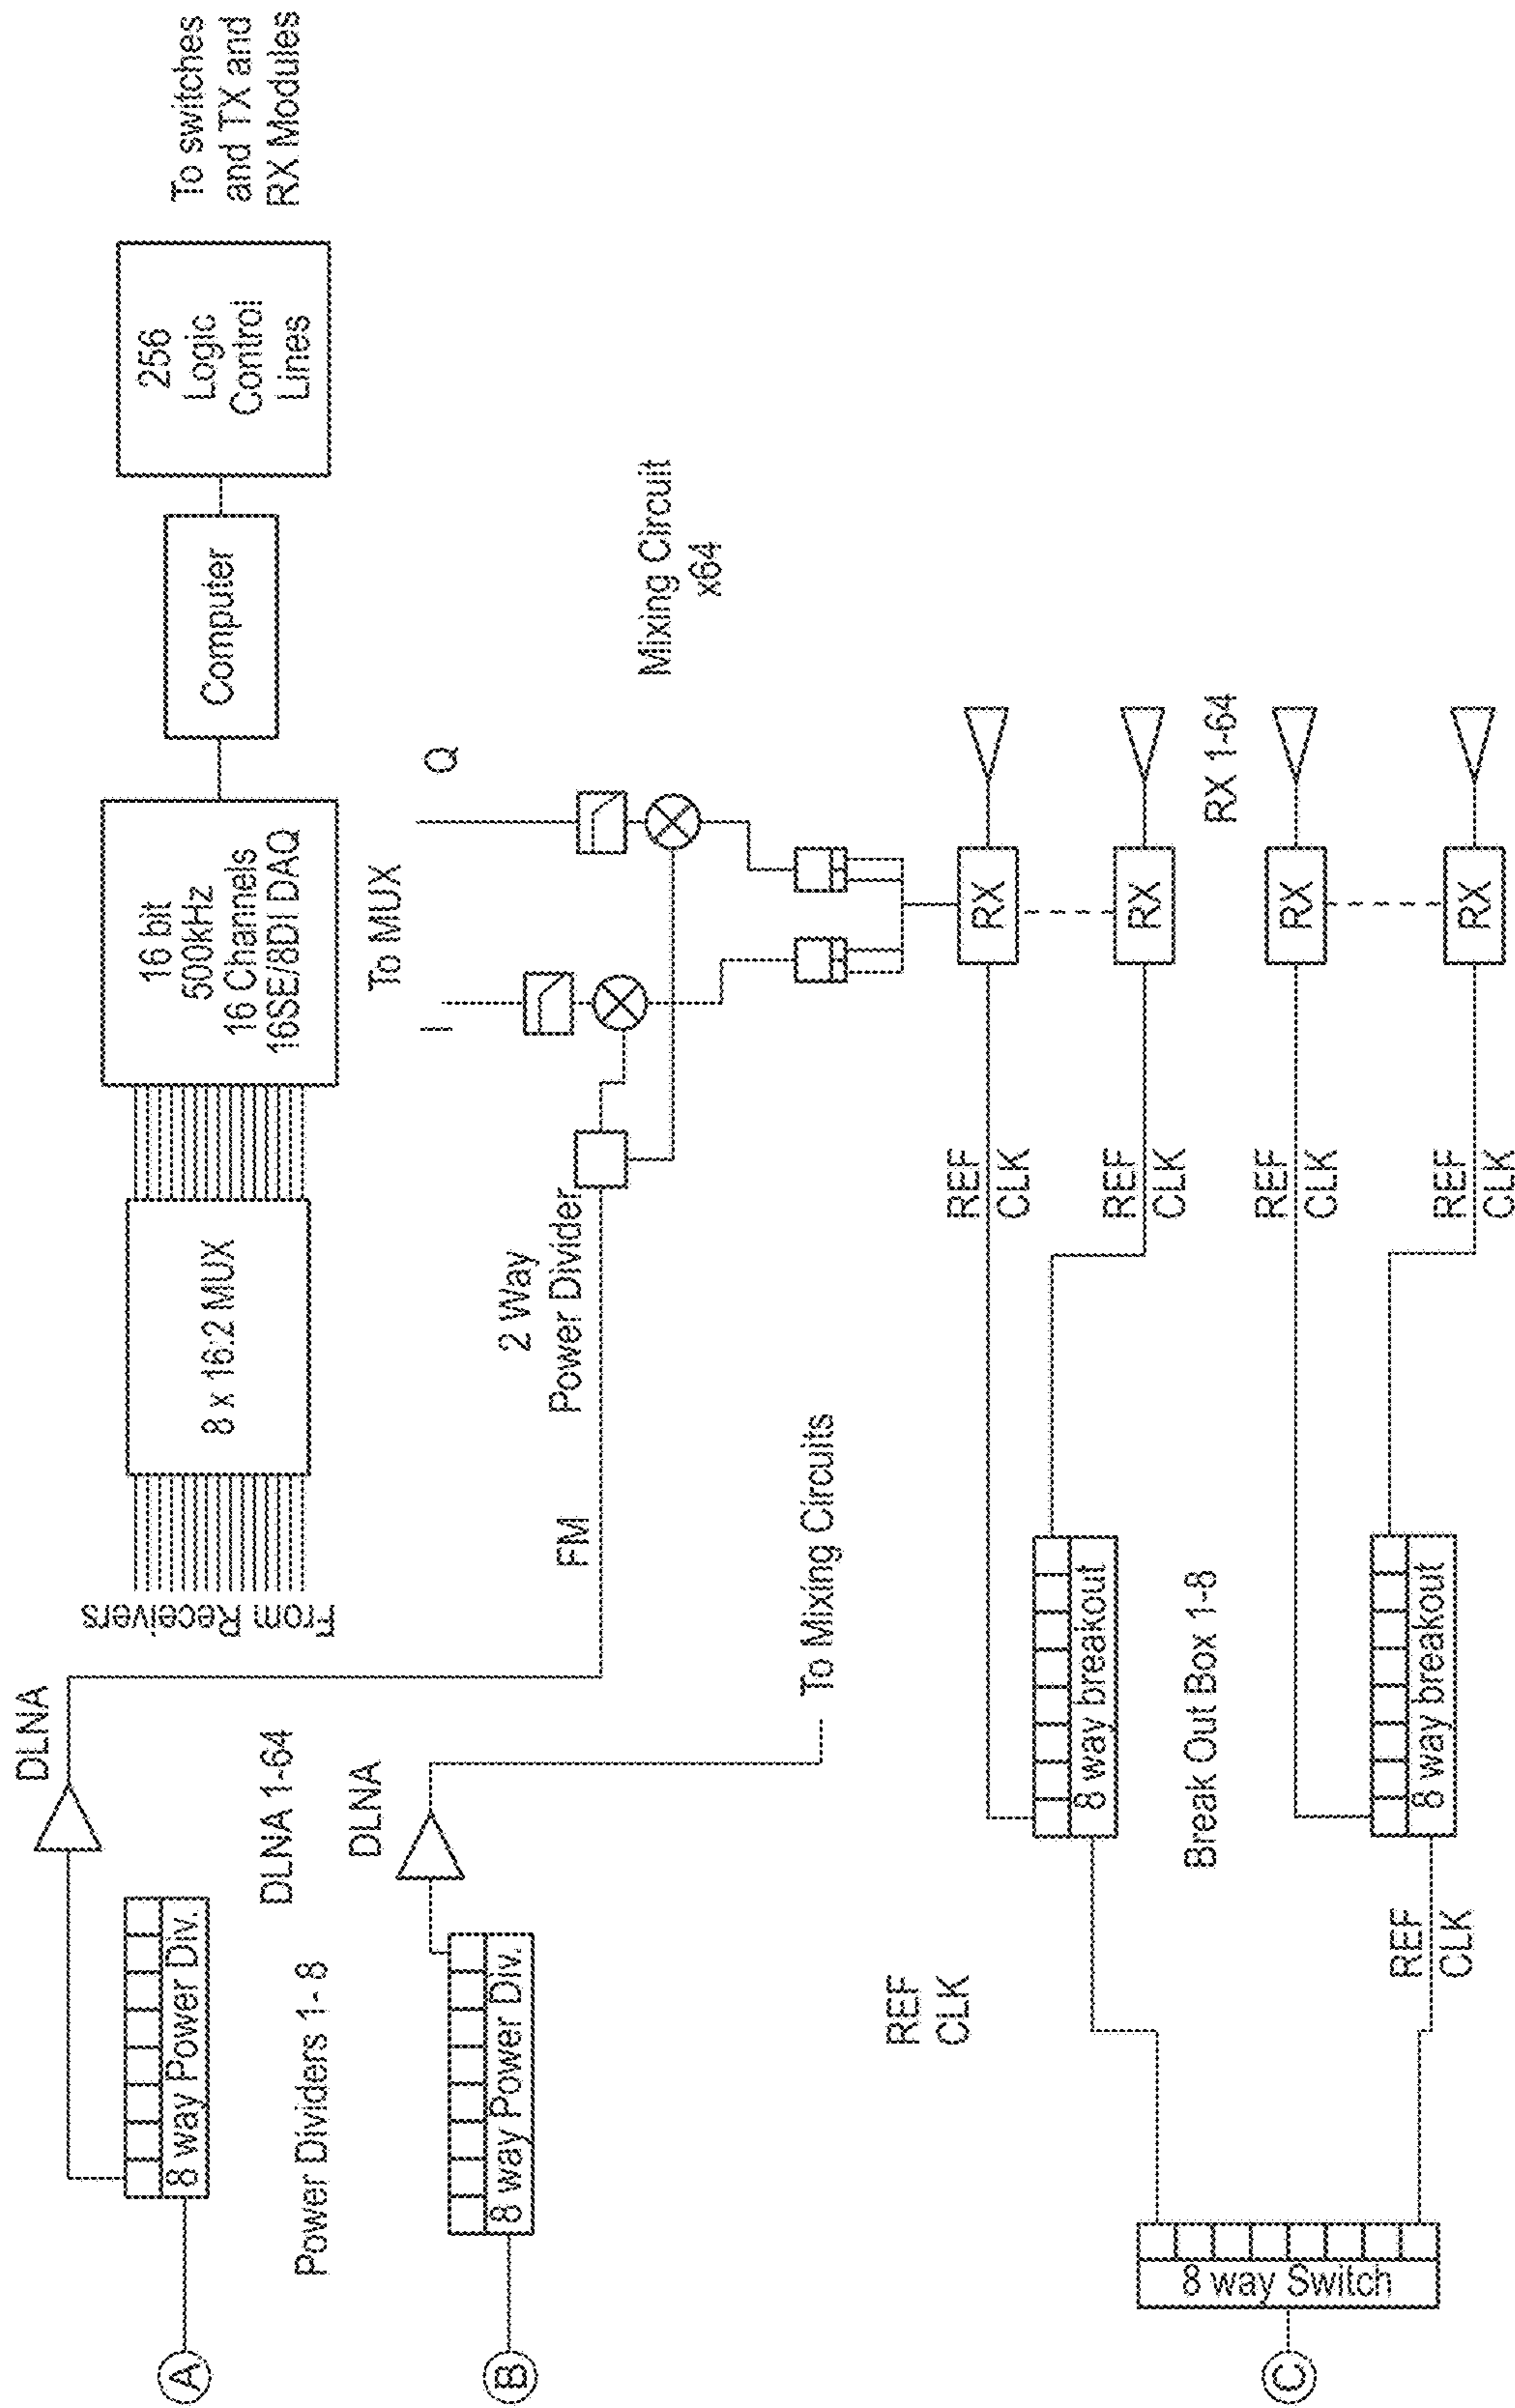 A
8 way Power Div.
DLNA
Power Dividers 1- 8
DLNA 1-64
B
8 way Power Div.
DLNA
To Mixing Circuits
From Receivers
8 x 16:2 MUX
16 bit
500kHz
16 Channels
16SE/8DI DAQ
Computer
256
Logic
Control
Lines
To switches
and TX and
RX Modules
FM
2 Way
Power Divider
To MUX
I
Q
Mixing Circuit
x64
REF
CLK
C
8 way Switch
8 way breakout
Break Out Box 1-8
REF
CLK
8 way breakout
REF
CLK
REF
CLK
REF
CLK
REF
CLK
RX
RX
RX 1-64
RX
RX